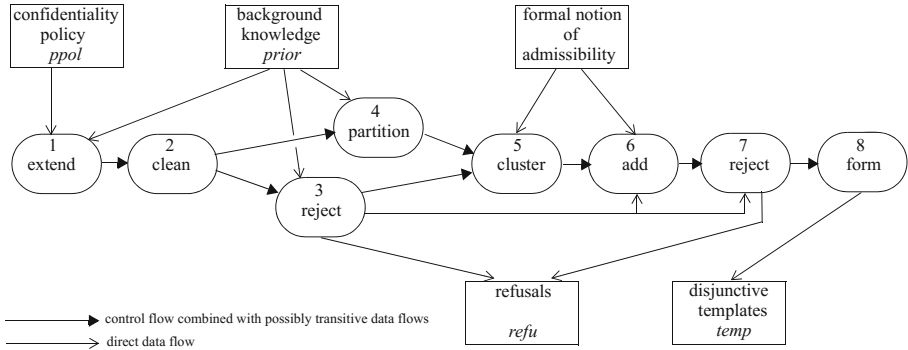 confidentiality
policy
ppol
background
knowledge
prior
formal notion
of
admissibility
1
extend
2
clean
3
reject
4
partition
5
cluster
6
add
7
reject
8
form
refusals
refu
disjunctive
templates
temp
control flow combined with possibly transitive data flows
direct data flow